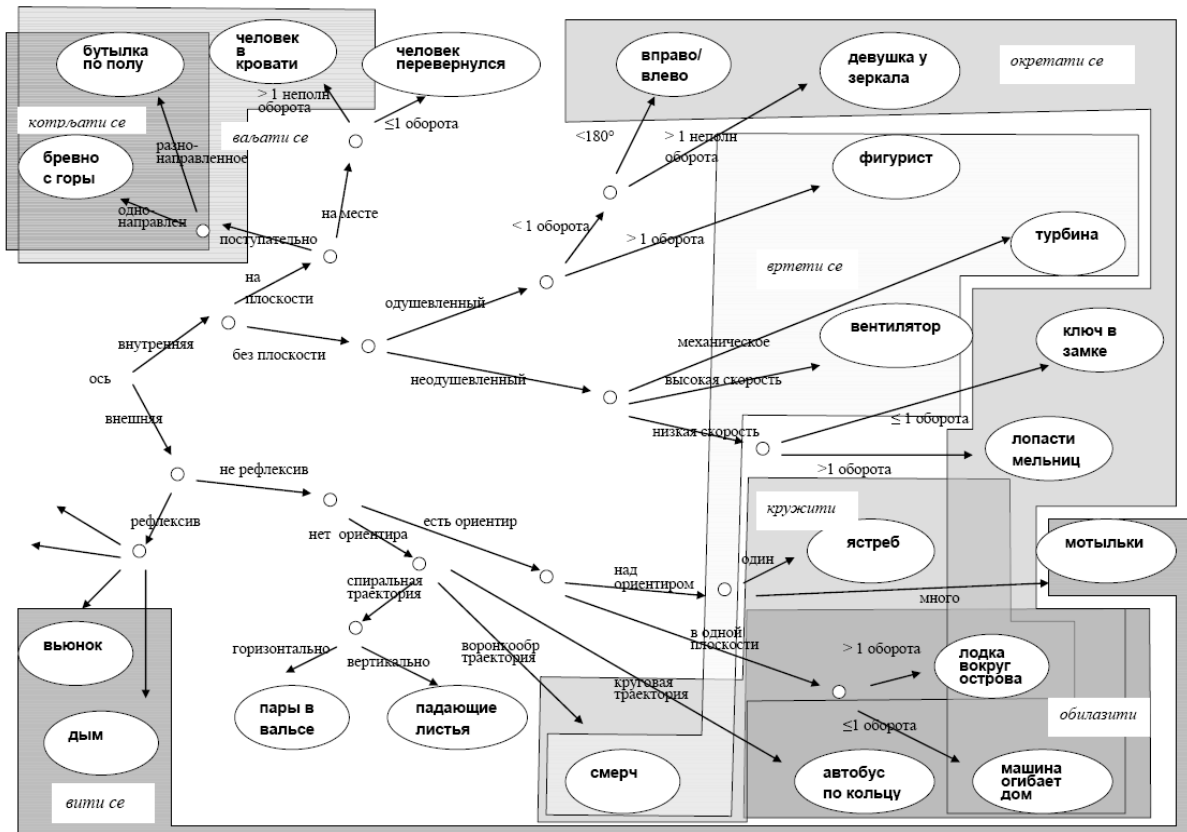 бутылка
по полу
человек
в
кровати
человек
перевернулся
вправо/
влево
девушка у
зеркала
окретати се
> 1 неполн
оборота
≤1 оборота
котрљати се
ваљати се
бревно
с горы
разно-
направленное
<180°
> 1 неполн
оборота
фигурист
одно-
направлен
на месте
поступательно
< 1 оборота
> 1 оборота
турбина
вртети се
на
плоскости
одушевленный
внутренняя
без плоскости
механическое
вентилятор
ключ в
замке
ось
неодушевленный
высокая скорость
внешняя
низкая скорость
≤ 1 оборота
лопасти
мельниц
>1 оборота
не рефлексив
кружити
рефлексив
есть ориентир
нет ориентира
ястреб
мотыльки
один
над
ориентиром
спиральная
траектория
много
вьюнок
горизонтально
вертикально
воронкообр
траектория
в одной
плоскости
> 1 оборота
лодка
вокруг
острова
круговая
траектория
пары в
вальсе
падающие
листья
≤1 оборота
обилазити
дым
смерч
автобус
по кольцу
машина
огибает
дом
вити се